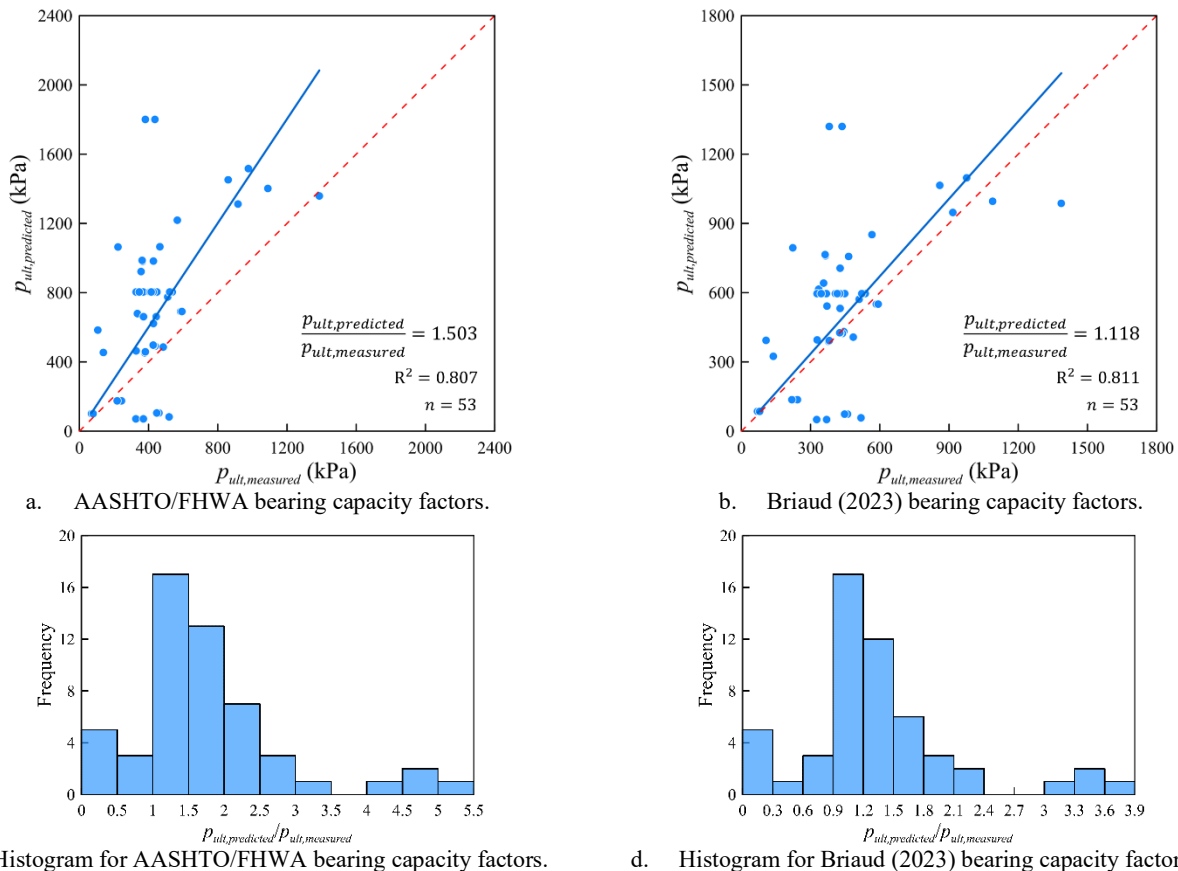 2400
2000
1600
1200
800
400
0
0 400 800 1200 1600 2000 2400
p_ult,predicted (kPa)
p_ult,measured (kPa)
p_ult,predicted / p_ult,measured = 1.503
R² = 0.807
n = 53
a. AASHTO/FHWA bearing capacity factors.
1800
1500
1200
900
600
300
0
0 300 600 900 1200 1500 1800
p_ult,predicted (kPa)
p_ult,measured (kPa)
p_ult,predicted / p_ult,measured = 1.118
R² = 0.811
n = 53
b. Briaud (2023) bearing capacity factors.
20
16
12
8
4
0
0 0.5 1 1.5 2 2.5 3 3.5 4 4.5 5 5.5
Frequency
p_ult,predicted/p_ult,measured
Histogram for AASHTO/FHWA bearing capacity factors.
20
16
12
8
4
0
0 0.3 0.6 0.9 1.2 1.5 1.8 2.1 2.4 2.7 3 3.3 3.6 3.9
Frequency
p_ult,predicted/p_ult,measured
d. Histogram for Briaud (2023) bearing capacity factor